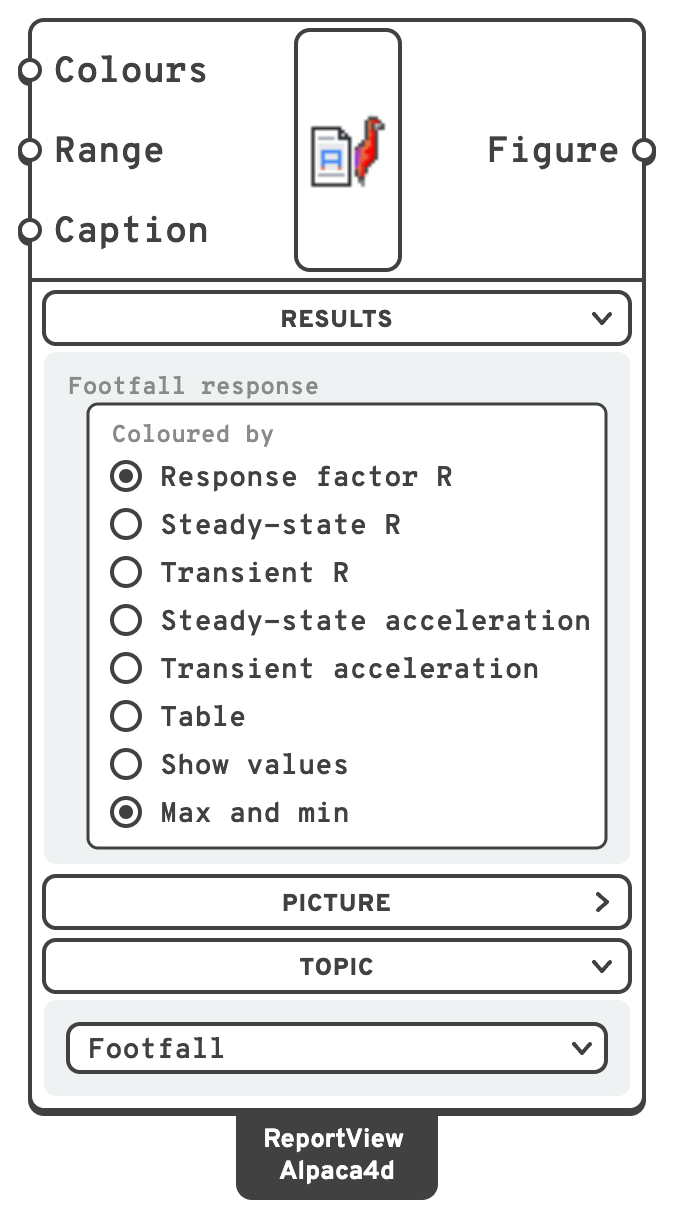 Colours
Range
Caption
Figure
RESULTS
Footfall response
Coloured by
Response factor R
Steady-state R
Transient R
Steady-state acceleration
Transient acceleration
Table
Show values
Max and min
PICTURE
TOPIC
Footfall
ReportView
Alpaca4d